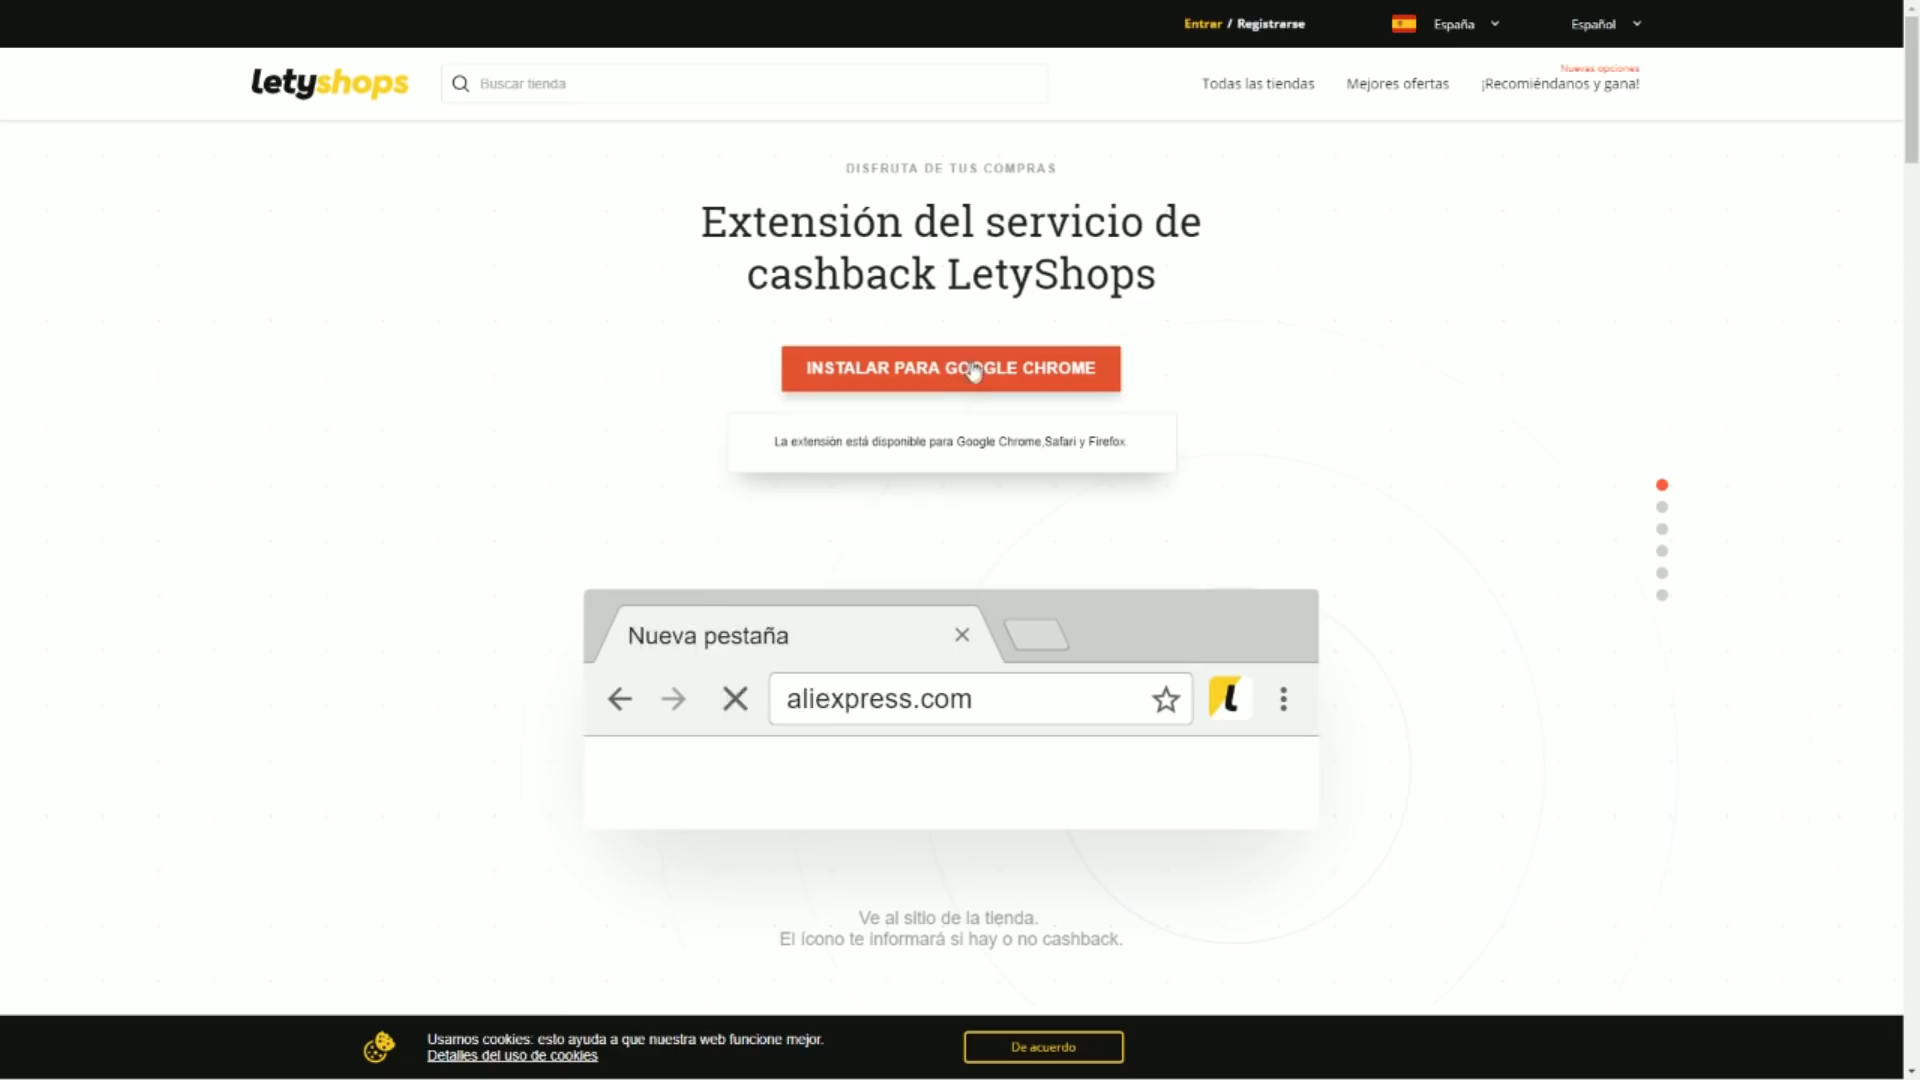 Entrar / Registrarse
España
Español
letyshops
Buscar tienda
Todas las tiendas
Mejores ofertas
Nuevas opciones
¡Recomiéndanos y gana!
DISFRUTA DE TUS COMPRAS
Extensión del servicio de
cashback LetyShops
INSTALAR PARA GOOGLE CHROME
La extensión está disponible para Google Chrome,Safari y Firefox.
Nueva pestaña
aliexpress.com
l
Ve al sitio de la tienda.
El ícono te informará si hay o no cashback.
Usamos cookies: esto ayuda a que nuestra web funcione mejor.
Detalles del uso de cookies
De acuerdo